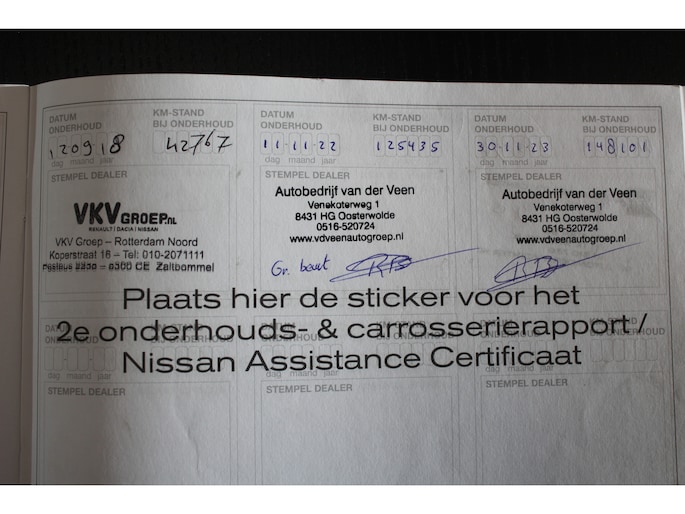 DATUM ONDERHOUD
KM-STAND BIJ ONDERHOUD
120918
42767
dag maand jaar
STEMPEL DEALER
VKV GROEP.NL
RENAULT | DACIA | NISSAN
VKV Groep – Rotterdam Noord
Koperstraat 16 – Tel: 010-2071111
DATUM ONDERHOUD
KM-STAND BIJ ONDERHOUD
11-11-22
125435
dag maand jaar
STEMPEL DEALER
Autobedrijf van der Veen
Venekoterweg 1
8431 HG Oosterwolde
0516-520724
www.vdveenautogroep.nl
Gr. beurt
DATUM ONDERHOUD
KM-STAND BIJ ONDERHOUD
30-11-23
148101
dag maand jaar
STEMPEL DEALER
Autobedrijf van der Veen
Venekoterweg 1
8431 HG Oosterwolde
0516-520724
www.vdveenautogroep.nl
Plaats hier de sticker voor het
2e onderhouds- & carrosserierapport /
Nissan Assistance Certificaat
dag maand jaar
dag maand jaar
dag maand jaar
STEMPEL DEALER
STEMPEL DEALER
STEMPEL DEALER